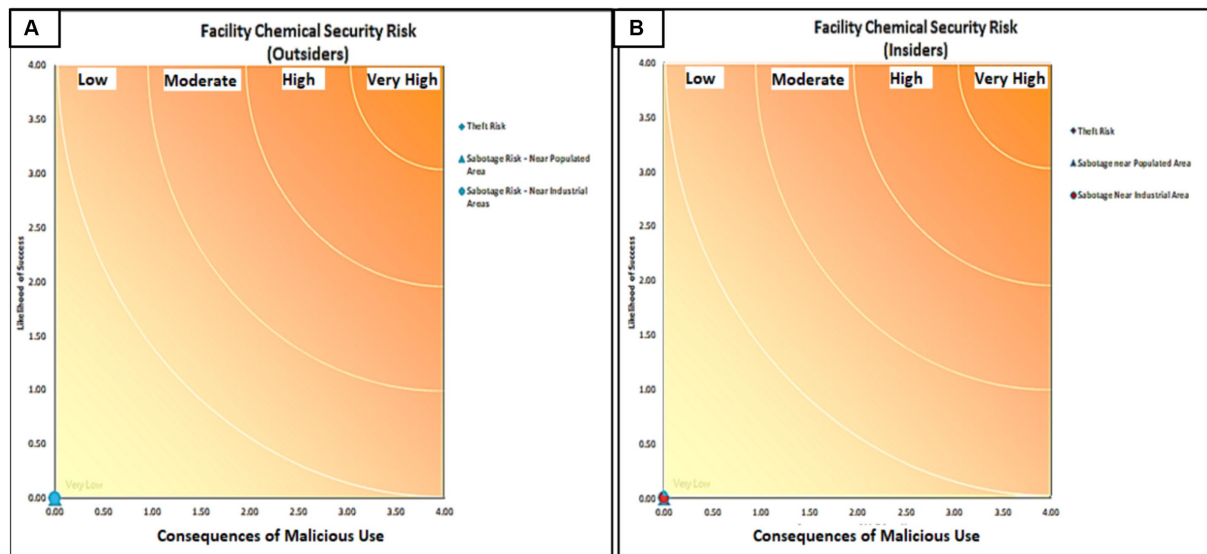 A
Facility Chemical Security Risk
(Outsiders)
4.00
3.50
3.00
2.50
2.00
1.50
1.00
0.50
0.00
Likelihood of Success
Low
Moderate
High
Very High
Very Low
0.00 0.50 1.00 1.50 2.00 2.50 3.00 3.50 4.00
Consequences of Malicious Use
Theft Risk
Sabotage Risk - Near Populated
Area
Sabotage Risk - Near Industrial
Areas
B
Facility Chemical Security Risk
(Insiders)
4.00
3.50
3.00
2.50
2.00
1.50
1.00
0.50
0.00
Likelihood of Success
Low
Moderate
High
Very High
Very Low
0.00 0.50 1.00 1.50 2.00 2.50 3.00 3.50 4.00
Consequences of Malicious Use
Theft Risk
Sabotage near Populated Area
Sabotage Near Industrial Area